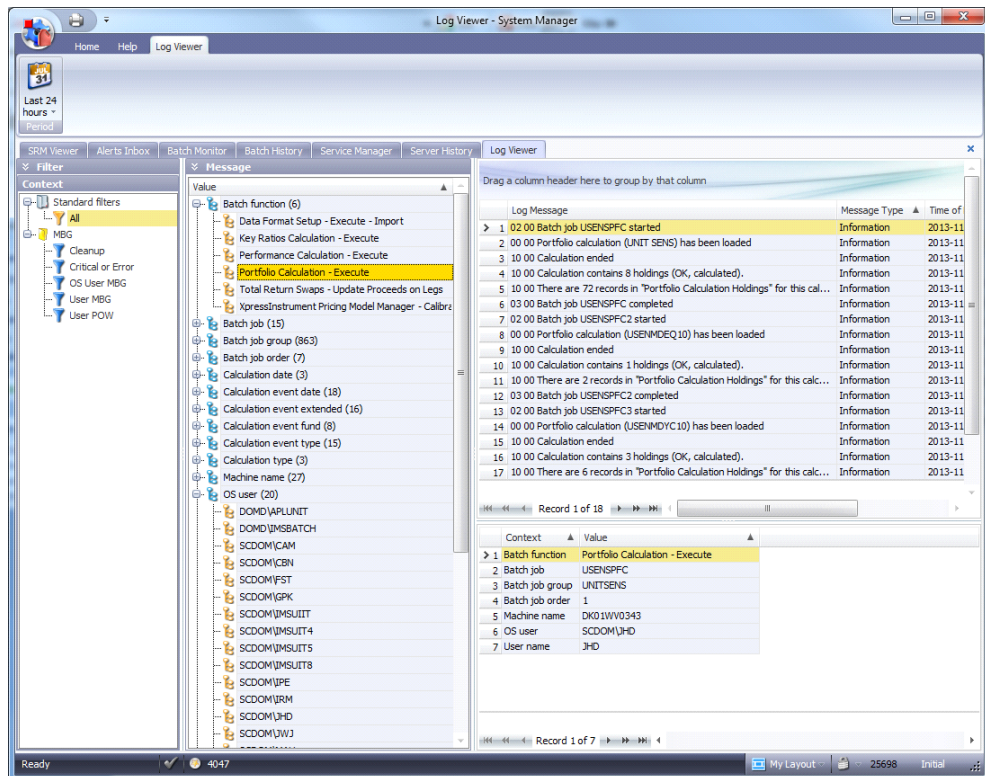 Log Viewer - System Manager
Home Help Log Viewer
31
Last 24
hours
Period
SRM Viewer Alerts Inbox Batch Monitor Batch History Service Manager Server History Log Viewer
Filter
Context
Standard filters
All
MBG
Cleanup
Critical or Error
OS User MBG
User MBG
User POW
Message
Value
Batch function (6)
Data Format Setup - Execute - Import
Key Ratios Calculation - Execute
Performance Calculation - Execute
Portfolio Calculation - Execute
Total Return Swaps - Update Proceeds on Legs
XpressInstrument Pricing Model Manager - Calibra
Batch job (15)
Batch job group (863)
Batch job order (7)
Calculation date (3)
Calculation event date (18)
Calculation event extended (16)
Calculation event fund (8)
Calculation event type (15)
Calculation type (3)
Machine name (27)
OS user (20)
DOMD\APLUNIT
DOMD\IMSBATCH
SCDOM\CAM
SCDOM\CBN
SCDOM\FST
SCDOM\GPK
SCDOM\IMSUIIT
SCDOM\IMSUIT4
SCDOM\IMSUIT5
SCDOM\IMSUIT8
SCDOM\IPE
SCDOM\IRM
SCDOM\JHD
SCDOM\JWJ
Drag a column header here to group by that column
Log Message Message Type Time of
1 02 00 Batch job USENSPFC started Information 2013-11
2 00 00 Portfolio calculation (UNIT SENS) has been loaded Information 2013-11
3 10 00 Calculation ended Information 2013-11
4 10 00 Calculation contains 8 holdings (OK, calculated). Information 2013-11
5 10 00 There are 72 records in "Portfolio Calculation Holdings" for this cal... Information 2013-11
6 03 00 Batch job USENSPFC completed Information 2013-11
7 02 00 Batch job USENSPFC2 started Information 2013-11
8 00 00 Portfolio calculation (USENMDEQ10) has been loaded Information 2013-11
9 10 00 Calculation ended Information 2013-11
10 10 00 Calculation contains 1 holdings (OK, calculated). Information 2013-11
11 10 00 There are 2 records in "Portfolio Calculation Holdings" for this calc... Information 2013-11
12 03 00 Batch job USENSPFC2 completed Information 2013-11
13 02 00 Batch job USENSPFC3 started Information 2013-11
14 00 00 Portfolio calculation (USENMDYC10) has been loaded Information 2013-11
15 10 00 Calculation ended Information 2013-11
16 10 00 Calculation contains 3 holdings (OK, calculated). Information 2013-11
17 10 00 There are 6 records in "Portfolio Calculation Holdings" for this calc... Information 2013-11
Record 1 of 18
Context Value
1 Batch function Portfolio Calculation - Execute
2 Batch job USENSPFC
3 Batch job group UNITSENS
4 Batch job order 1
5 Machine name DK01WV0343
6 OS user SCDOM\JHD
7 User name JHD
Record 1 of 7
Ready 4047 My Layout 25698 Initial